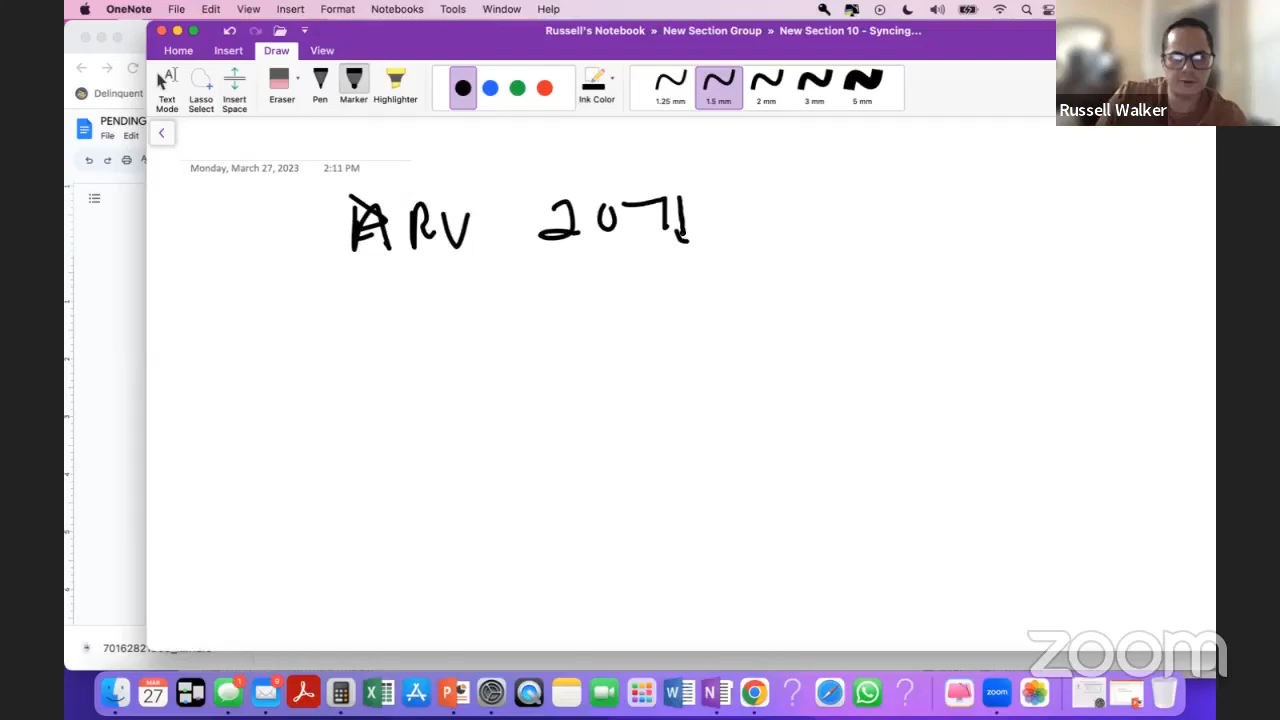 OneNote File Edit View Insert Format Notebooks Tools Window Help
Russell's Notebook » New Section Group » New Section 10 - Syncing...
Home Insert Draw View
Text Mode
Lasso Select
Insert Space
Eraser
Pen
Marker
Highlighter
Ink Color
1.25 mm
1.5 mm
2 mm
3 mm
5 mm
Russell Walker
Delinquent
PENDING
File Edit
Monday, March 27, 2023 2:11 PM
ARV
zoom
MAR
27
1
9
zoom